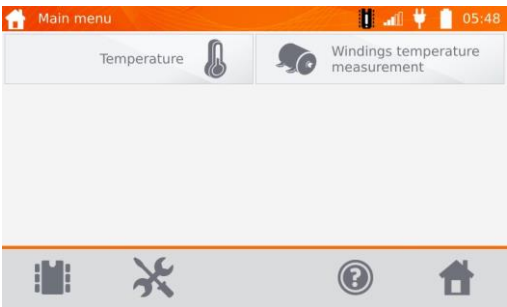 Main menu
05:48
Temperature
Windings temperature
measurement